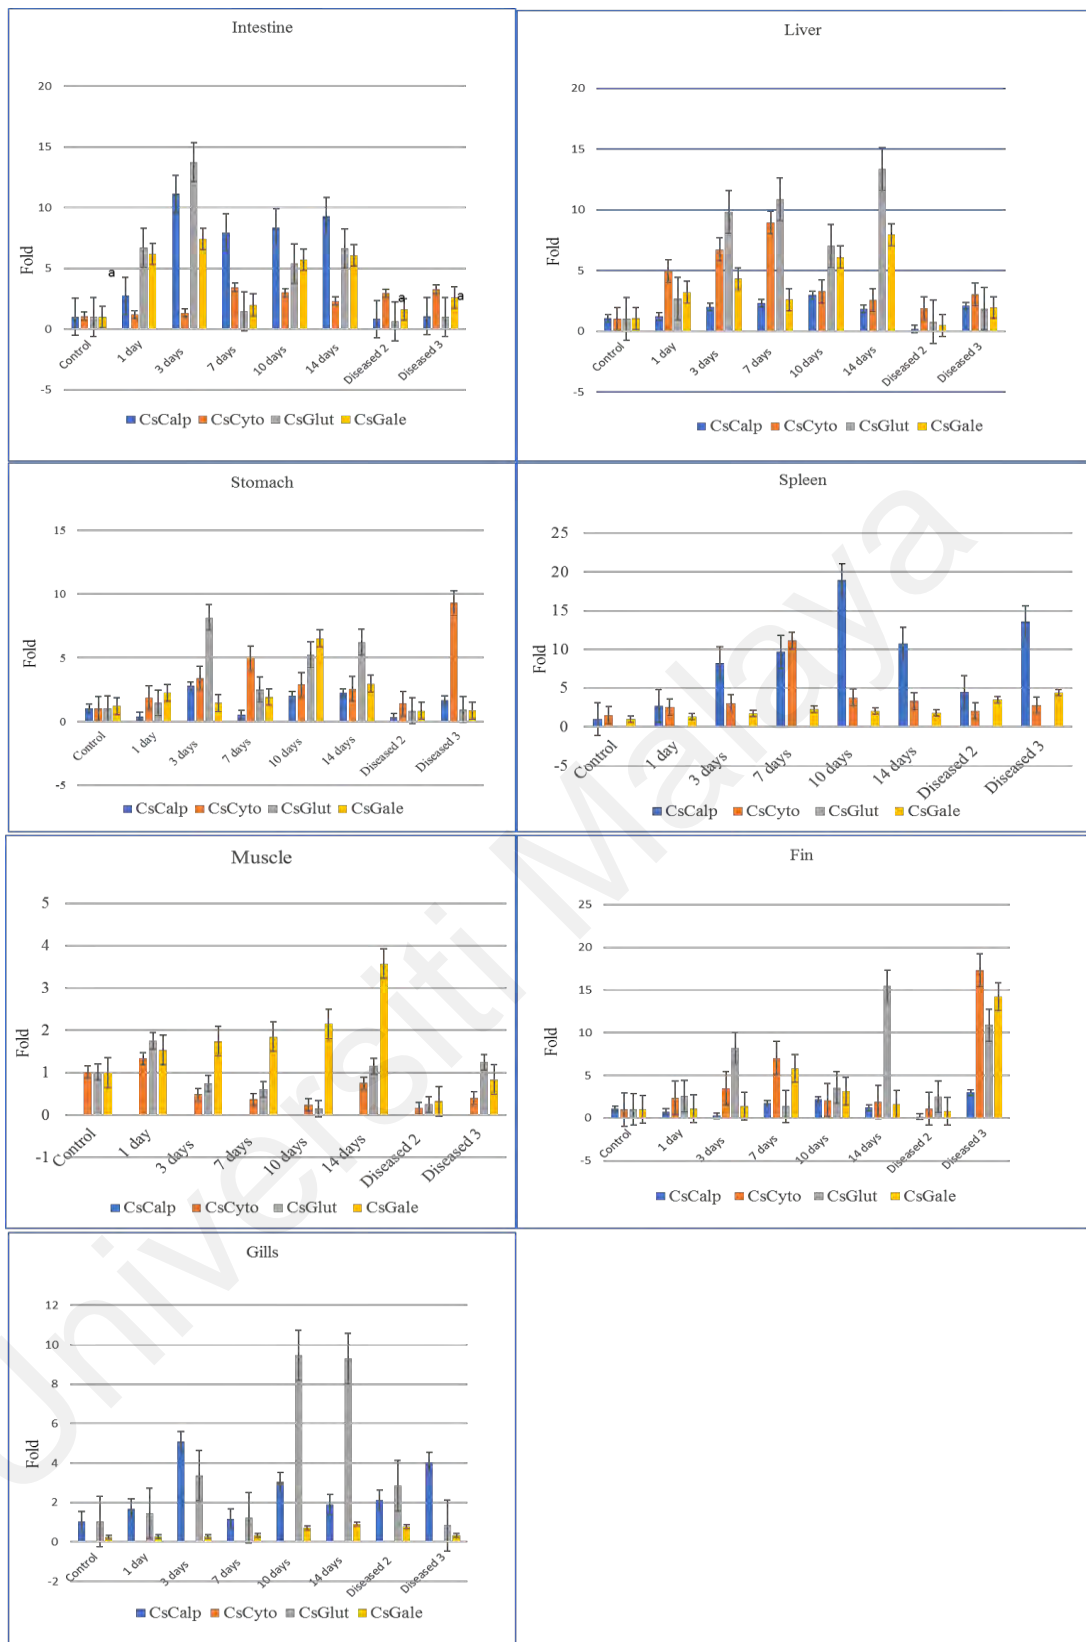 Intestine
20
15
10
5
0
-5
Fold
a
a
a
Control
1 day
3 days
7 days
10 days
14 days
Diseased 2
Diseased 3
CsCalp CsCyto CsGlut CsGale
Liver
20
15
10
5
0
-5
Fold
Control
1 day
3 days
7 days
10 days
14 days
Diseased 2
Diseased 3
CsCalp CsCyto CsGlut CsGale
Stomach
15
10
5
0
-5
Fold
Control
1 day
3 days
7 days
10 days
14 days
Diseased 2
Diseased 3
CsCalp CsCyto CsGlut CsGale
Spleen
25
20
15
10
5
0
-5
Fold
Control
1 day
3 days
7 days
10 days
14 days
Diseased 2
Diseased 3
CsCalp CsCyto CsGlut CsGale
Muscle
5
4
3
2
1
0
-1
Fold
Control
1 day
3 days
7 days
10 days
14 days
Diseased 2
Diseased 3
CsCalp CsCyto CsGlut CsGale
Fin
25
20
15
10
5
0
-5
Fold
Control
1 day
3 days
7 days
10 days
14 days
Diseased 2
Diseased 3
CsCalp CsCyto CsGlut CsGale
Gills
12
10
8
6
4
2
0
-2
Fold
Control
1 day
3 days
7 days
10 days
14 days
Diseased 2
Diseased 3
CsCalp CsCyto CsGlut CsGale
Universiti Malaya